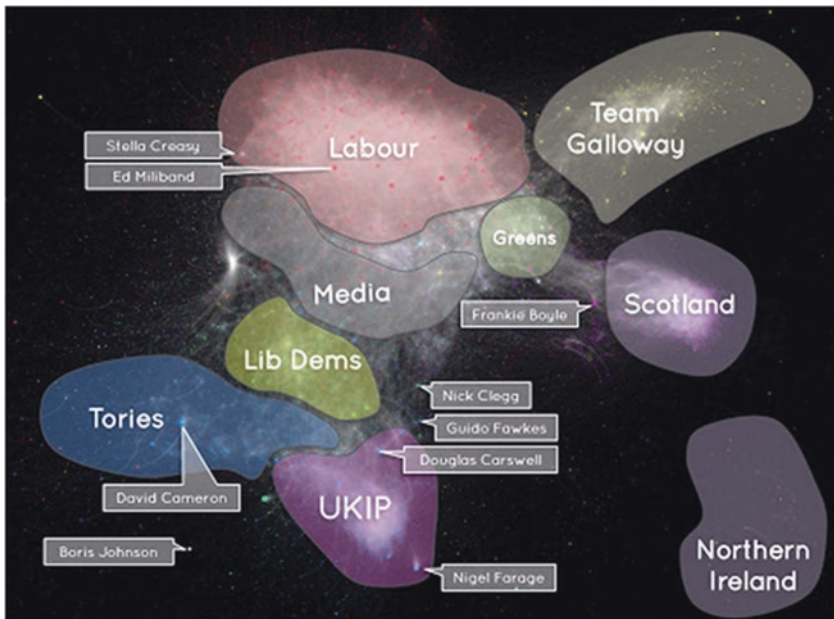 Team
Galloway
Stella Creasy
Labour
Ed Miliband
Greens
Media
Scotland
Frankie Boyle
Lib Dems
Nick Clegg
Tories
Guido Fawkes
Douglas Carswell
David Cameron
UKIP
Boris Johnson
Northern
Ireland
Nigel Farage